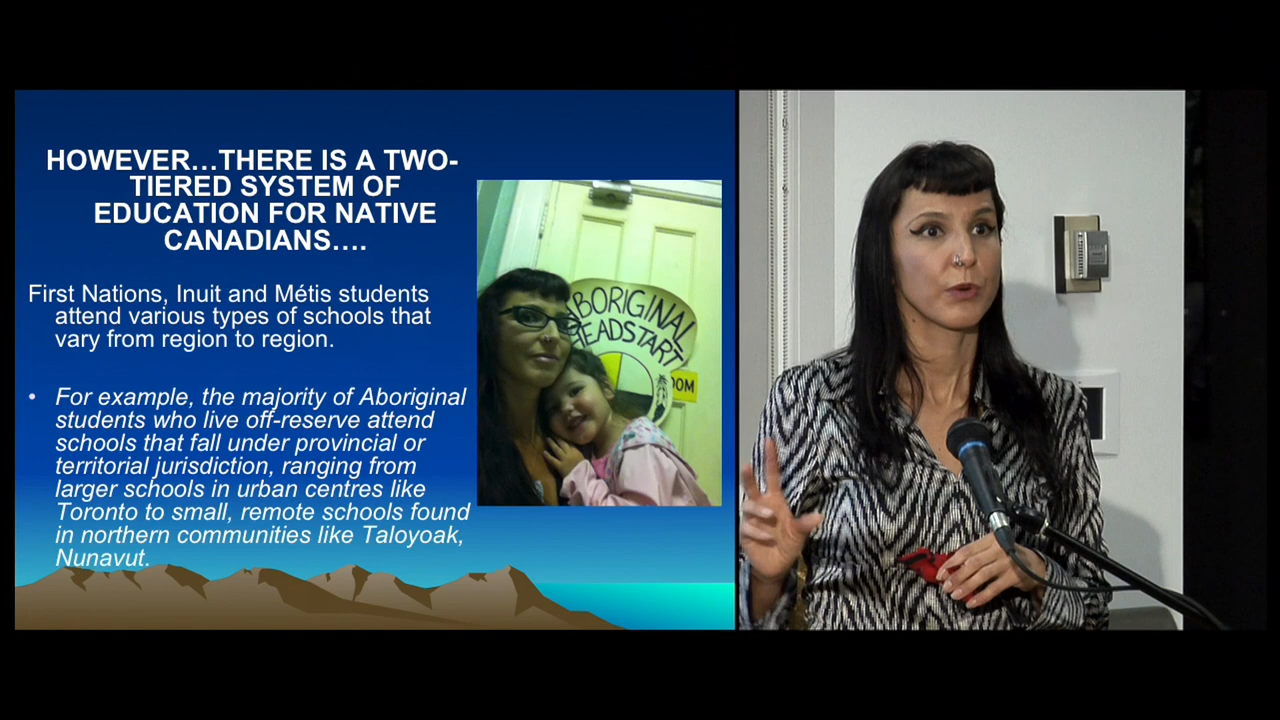 HOWEVER…THERE IS A TWO-
TIERED SYSTEM OF
EDUCATION FOR NATIVE
CANADIANS….
First Nations, Inuit and Métis students
attend various types of schools that
vary from region to region.
• For example, the majority of Aboriginal
students who live off-reserve attend
schools that fall under provincial or
territorial jurisdiction, ranging from
larger schools in urban centres like
Toronto to small, remote schools found
in northern communities like Taloyoak,
Nunavut.
ABORIGINAL
HEADSTART
OOM